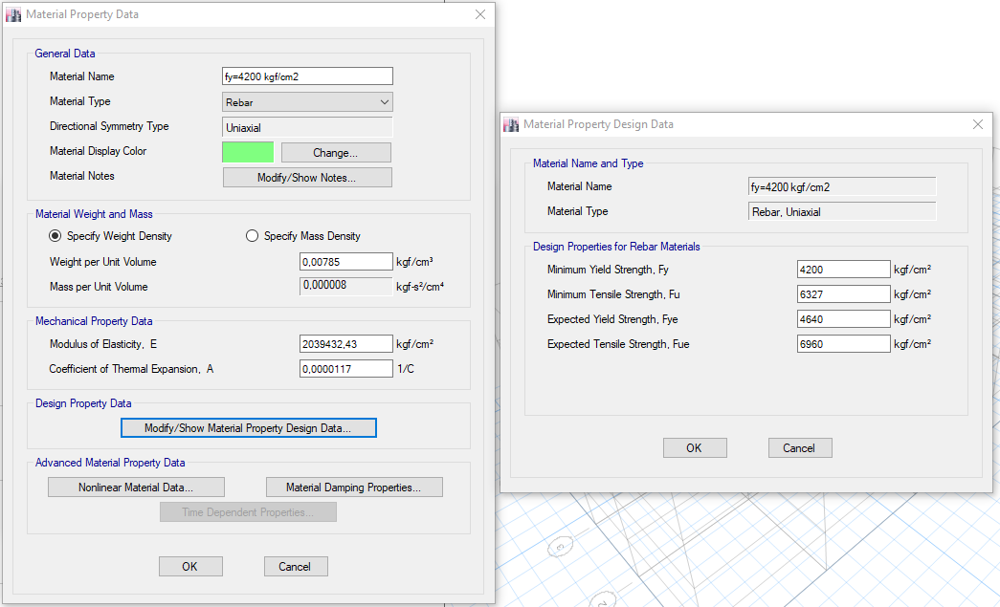 Material Property Data
General Data
Material Name fy=4200 kgf/cm2
Material Type Rebar
Directional Symmetry Type Uniaxial
Material Display Color Change...
Material Notes Modify/Show Notes...
Material Weight and Mass
Specify Weight Density Specify Mass Density
Weight per Unit Volume 0,00785 kgf/cm³
Mass per Unit Volume 0,000008 kgf-s²/cm⁴
Mechanical Property Data
Modulus of Elasticity, E 2039432,43 kgf/cm²
Coefficient of Thermal Expansion, A 0,0000117 1/C
Design Property Data
Modify/Show Material Property Design Data...
Advanced Material Property Data
Nonlinear Material Data... Material Damping Properties...
Time Dependent Properties...
OK Cancel
Material Property Design Data
Material Name and Type
Material Name fy=4200 kgf/cm2
Material Type Rebar, Uniaxial
Design Properties for Rebar Materials
Minimum Yield Strength, Fy 4200 kgf/cm²
Minimum Tensile Strength, Fu 6327 kgf/cm²
Expected Yield Strength, Fye 4640 kgf/cm²
Expected Tensile Strength, Fue 6960 kgf/cm²
OK Cancel